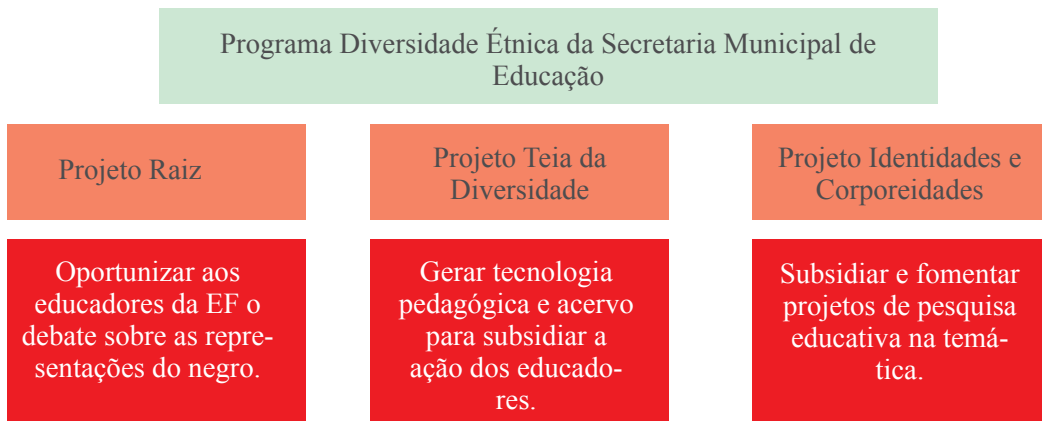 Programa Diversidade Étnica da Secretaria Municipal de
Educação
Projeto Raiz
Projeto Teia da
Diversidade
Projeto Identidades e
Corporeidades
Oportunizar aos
educadores da EF o
debate sobre as repre-
sentações do negro.
Gerar tecnologia
pedagógica e acervo
para subsidiar a
ação dos educado-
res.
Subsidiar e fomentar
projetos de pesquisa
educativa na temá-
tica.